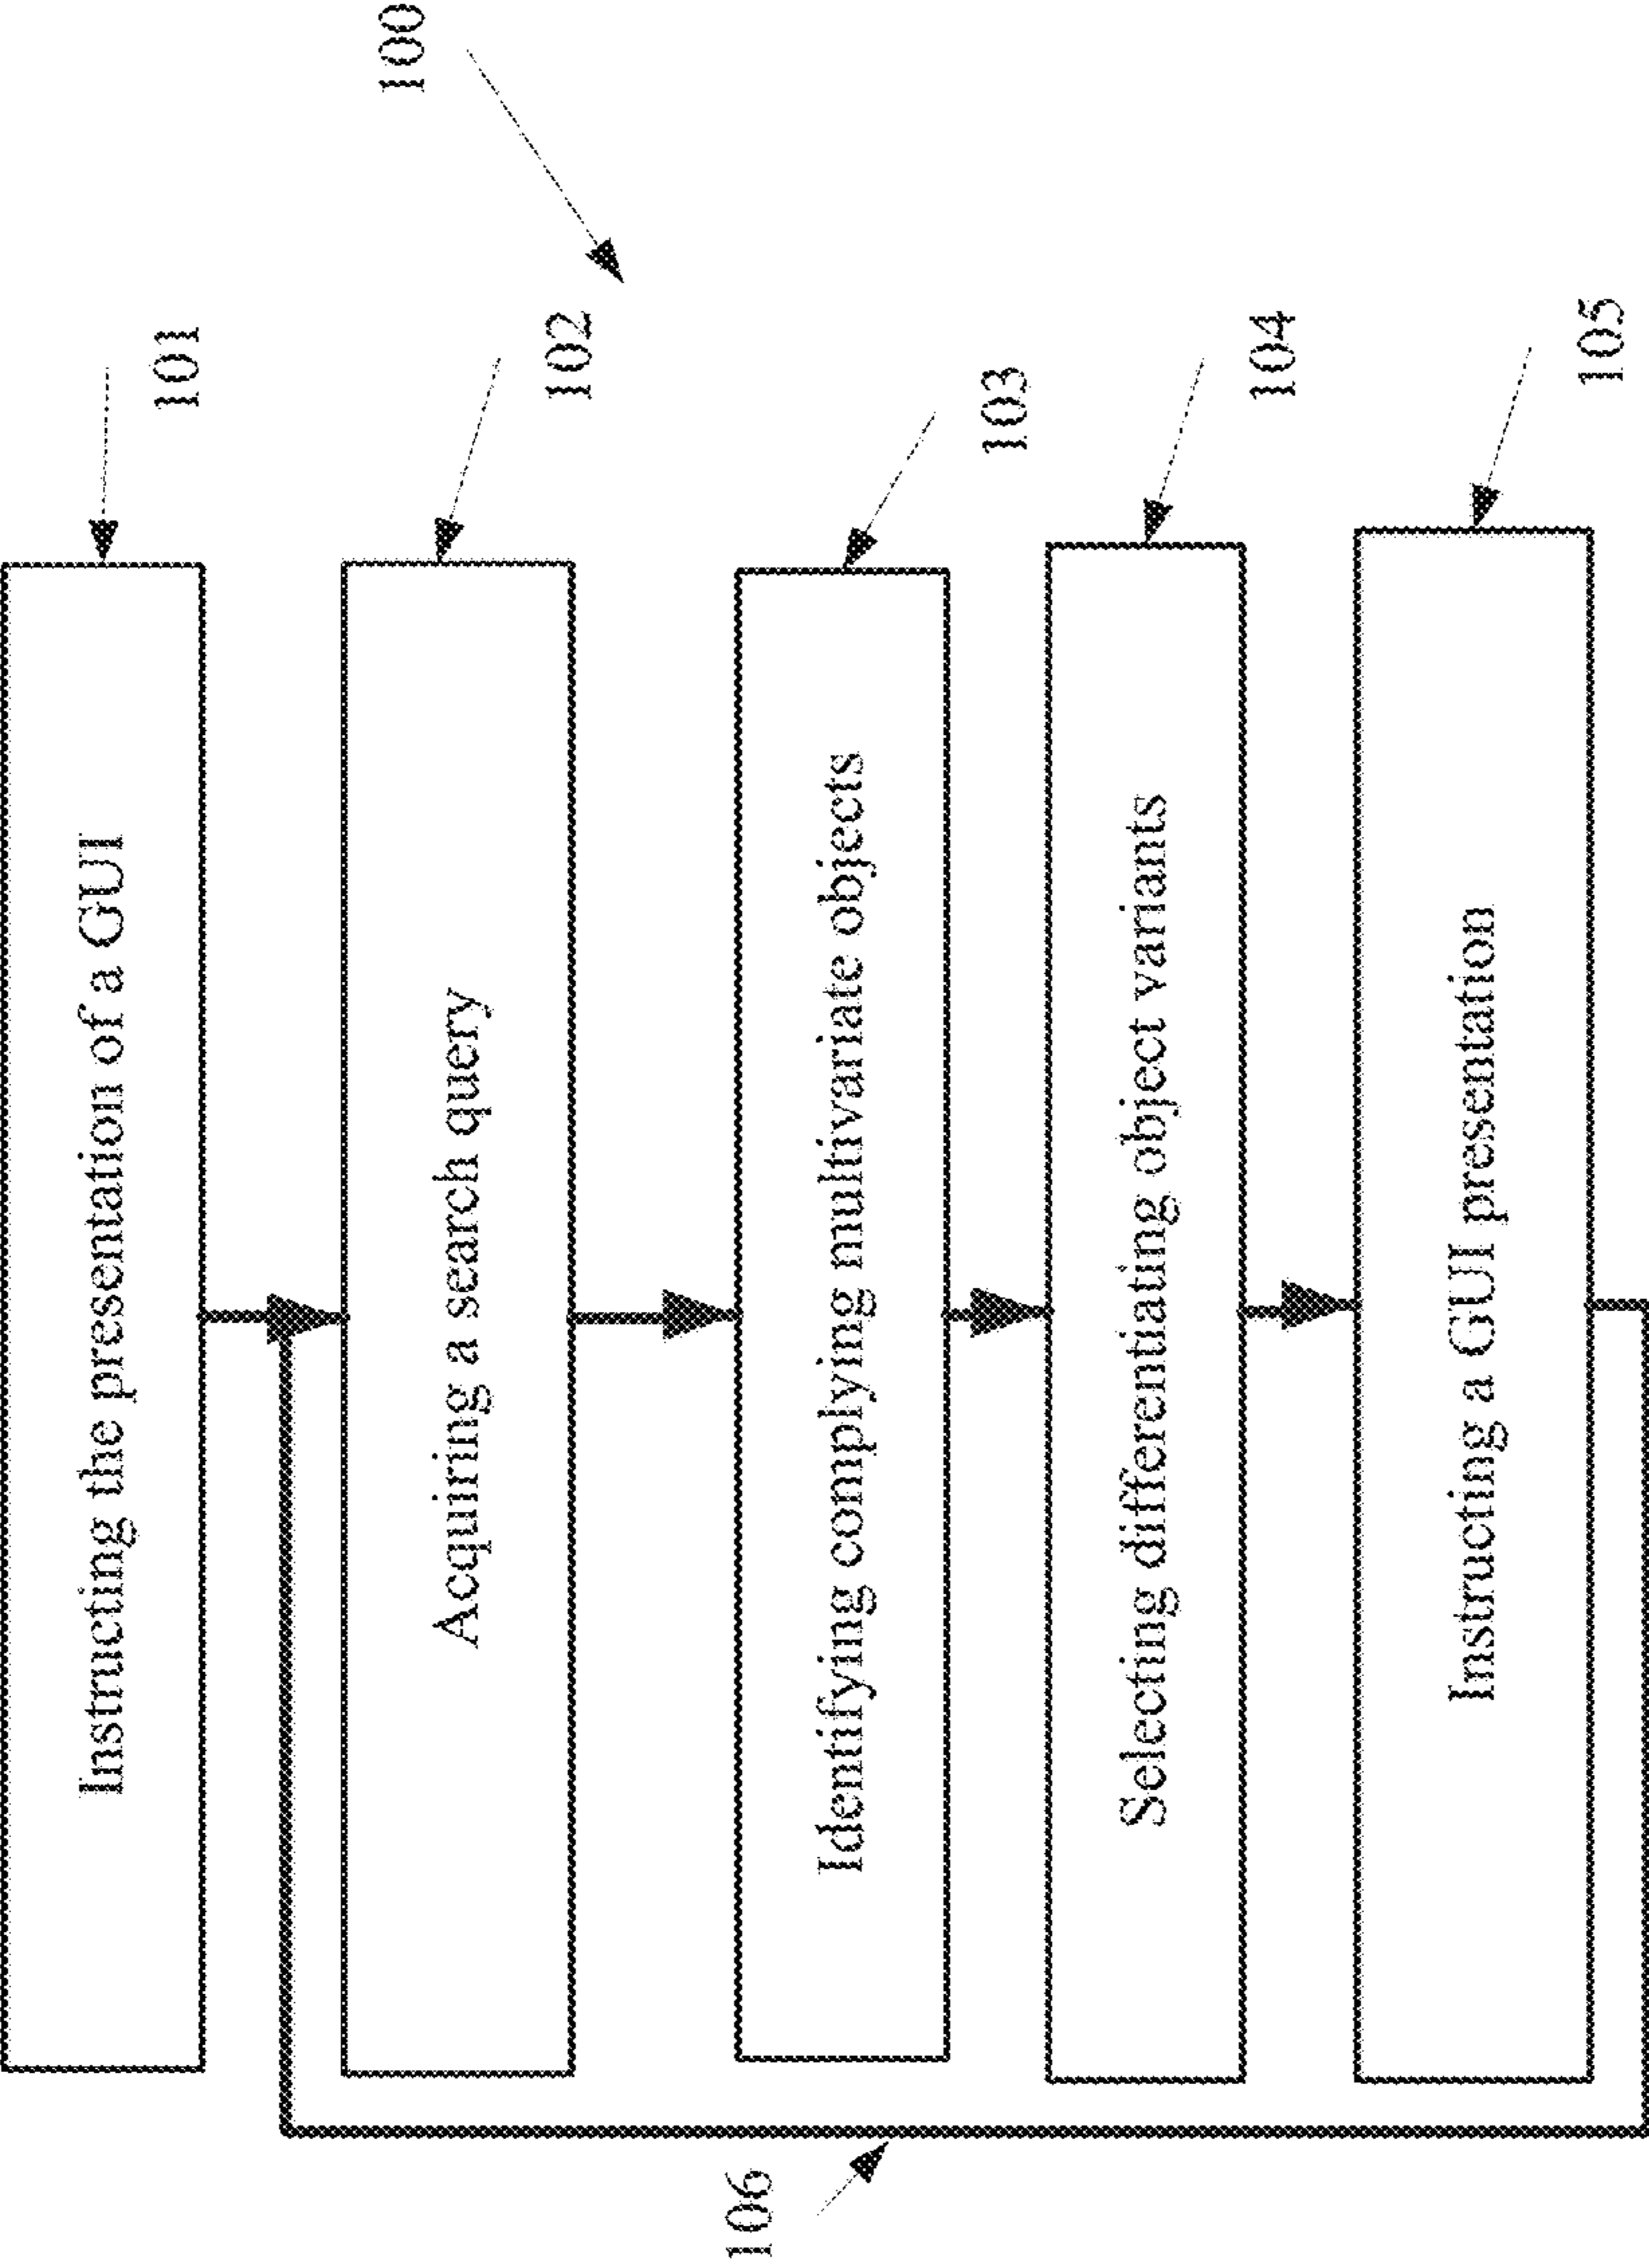 100
Instructing the presentation of a GUI
101
Acquiring a search query
102
Identifying complying multivariate objects
103
Selecting differentiating object variants
104
Instructing a GUI presentation
105
106